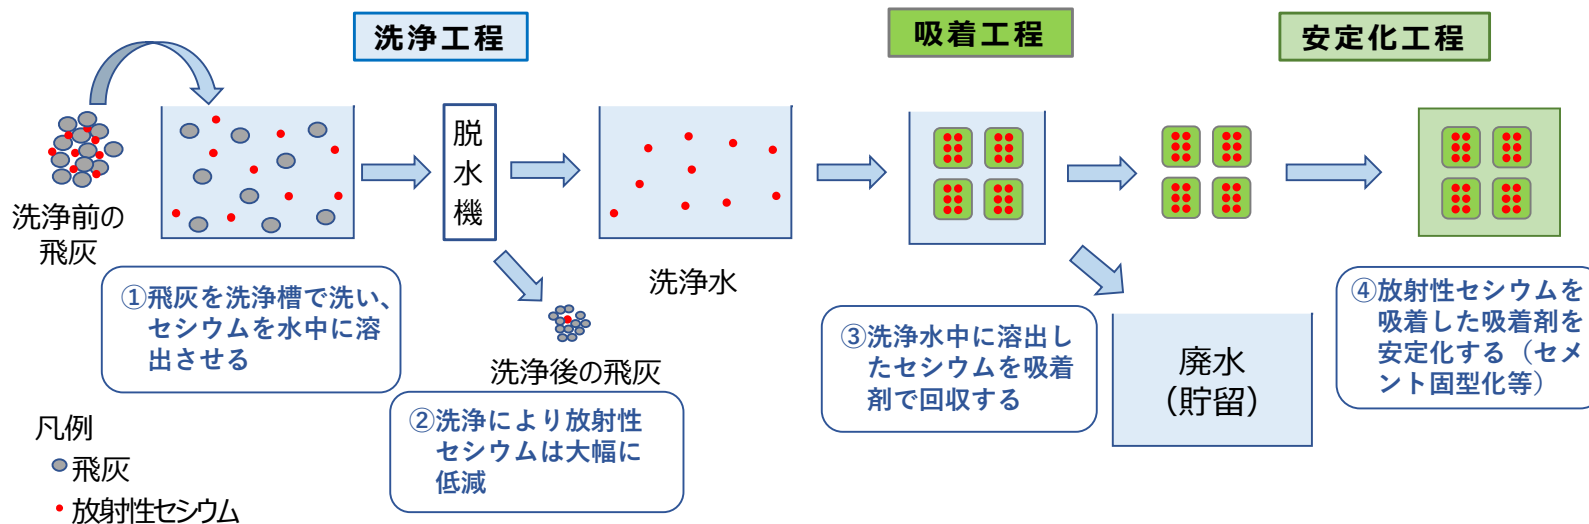 洗浄工程
吸着工程
安定化工程
洗浄前の
飛灰
脱
水
機
洗浄水
①飛灰を洗浄槽で洗い、
セシウムを水中に溶
出させる
洗浄後の飛灰
②洗浄により放射性
セシウムは大幅に
低減
③洗浄水中に溶出し
たセシウムを吸着
剤で回収する
廃水
（貯留）
④放射性セシウムを
吸着した吸着剤を
安定化する（セメ
ント固型化等）
凡例
飛灰
放射性セシウム